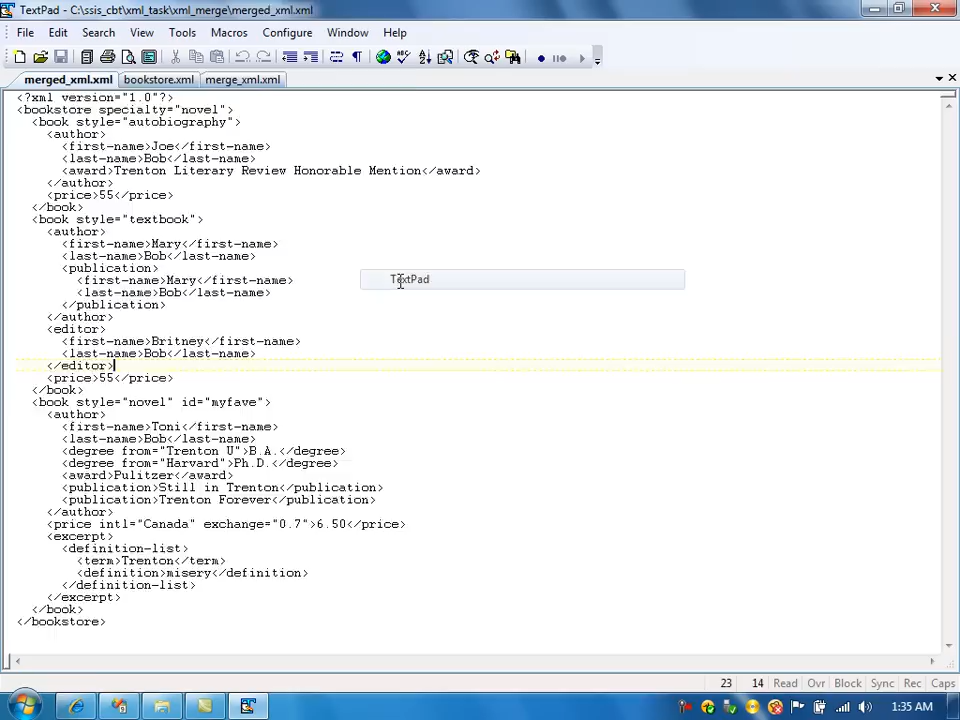 TextPad - C:\ssis_cbt\xml_task\xml_merge\merged_xml.xml
File Edit Search View Tools Macros Configure Window Help
merged_xml.xml bookstore.xml merge_xml.xml
<?xml version="1.0"?>
<bookstore specialty="novel">
<book style="autobiography">
<author>
<first-name>Joe</first-name>
<last-name>Bob</last-name>
<award>Trenton Literary Review Honorable Mention</award>
</author>
<price>55</price>
</book>
<book style="textbook">
<author>
<first-name>Mary</first-name>
<last-name>Bob</last-name>
<publication>
<first-name>Mary</first-name>
<last-name>Bob</last-name>
</publication>
</author>
<editor>
<first-name>Britney</first-name>
<last-name>Bob</last-name>
</editor>
<price>55</price>
</book>
<book style="novel" id="myfave">
<author>
<first-name>Toni</first-name>
<last-name>Bob</last-name>
<degree from="Trenton U">B.A.</degree>
<degree from="Harvard">Ph.D.</degree>
<award>Pulitzer</award>
<publication>Still in Trenton</publication>
<publication>Trenton Forever</publication>
</author>
<price intl="Canada" exchange="0.7">6.50</price>
<excerpt>
<definition-list>
<term>Trenton</term>
<definition>misery</definition>
</definition-list>
</excerpt>
</book>
</bookstore>
TextPad
23 14 Read Ovr Block Sync Rec Caps
1:35 AM